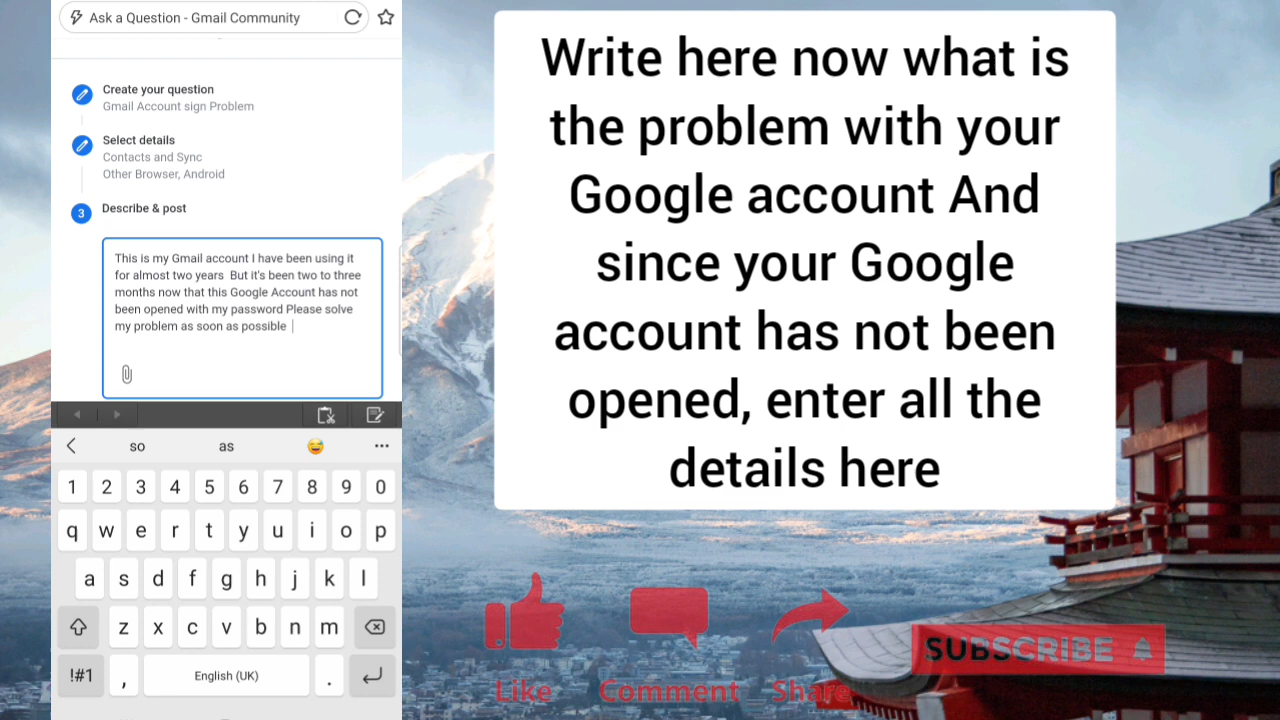 Ask a Question - Gmail Community
Create your question
Gmail Account sign Problem
Select details
Contacts and Sync
Other Browser, Android
3
Describe & post
This is my Gmail account I have been using it
for almost two years But it's been two to three
months now that this Google Account has not
been opened with my password Please solve
my problem as soon as possible
so as
1 2 3 4 5 6 7 8 9 0
q w e r t y u i o p
a s d f g h j k l
z x c v b n m
!#1 , English (UK) .
Write here now what is
the problem with your
Google account And
since your Google
account has not been
opened, enter all the
details here
SUBSCRIBE
Like Comment Share